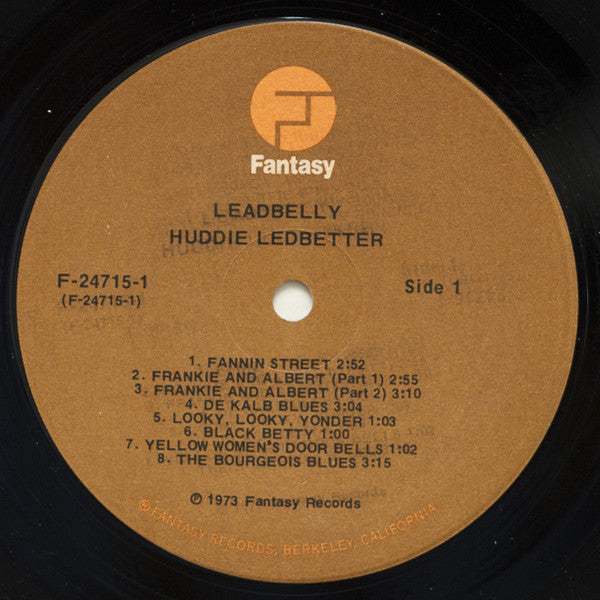 Fantasy
LEADBELLY
HUDDIE LEDBETTER
F-24715-1
(F-24715-1)
Side 1
1. FANNIN STREET 2:52
2. FRANKIE AND ALBERT (Part 1) 2:55
3. FRANKIE AND ALBERT (Part 2) 3:10
4. DE KALB BLUES 3:04
5. LOOKY, LOOKY, YONDER 1:03
6. BLACK BETTY 1:00
7. YELLOW WOMEN'S DOOR BELLS 1:02
8. THE BOURGEOIS BLUES 3:15
℗ 1973 Fantasy Records
® FANTASY RECORDS, BERKELEY, CALIFORNIA